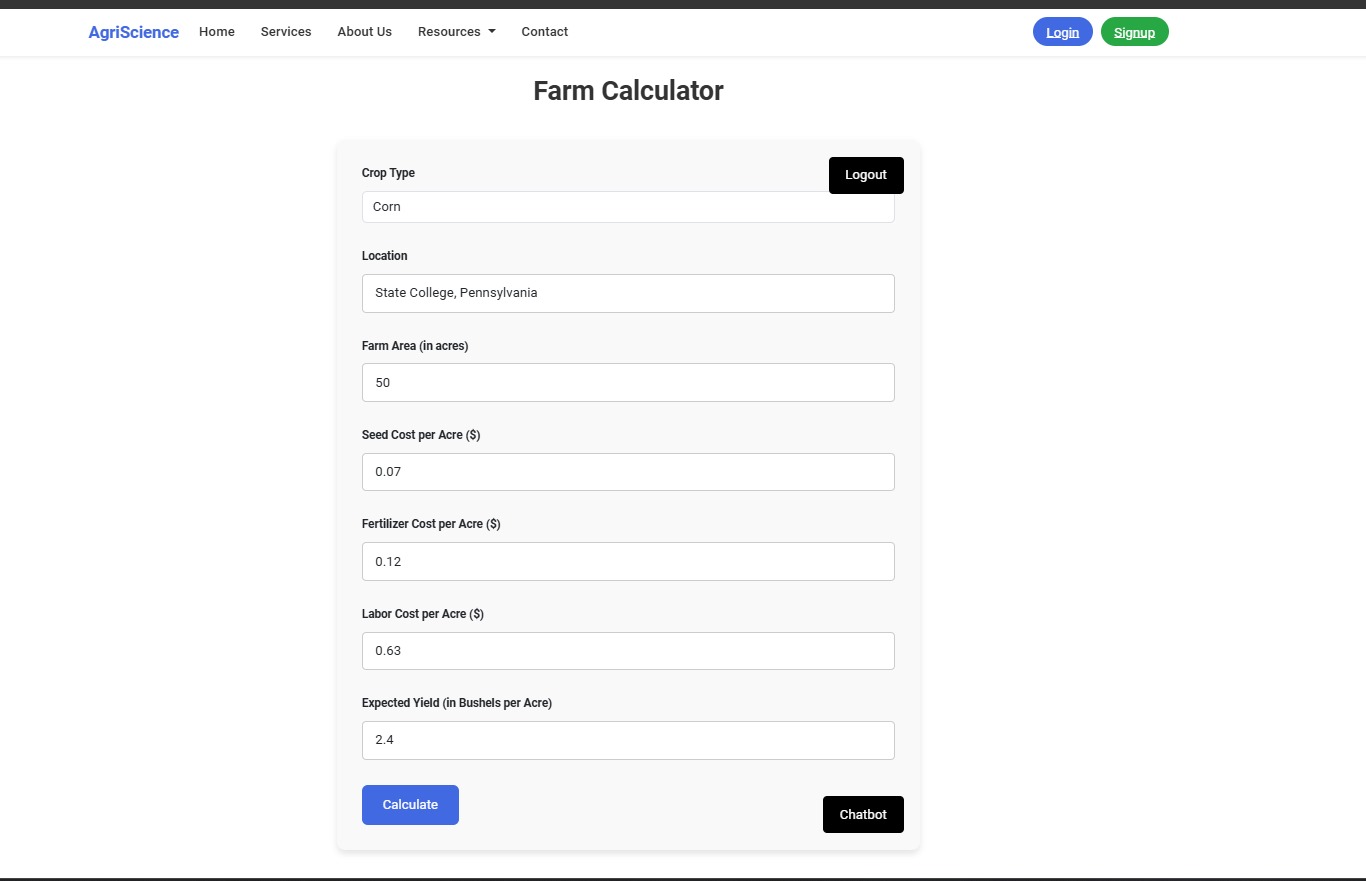 AgriScience Home Services About Us Resources Contact Login Signup
Farm Calculator
Crop Type
Logout
Corn
Location
State College, Pennsylvania
Farm Area (in acres)
50
Seed Cost per Acre ($)
0.07
Fertilizer Cost per Acre ($)
0.12
Labor Cost per Acre ($)
0.63
Expected Yield (in Bushels per Acre)
2.4
Calculate
Chatbot